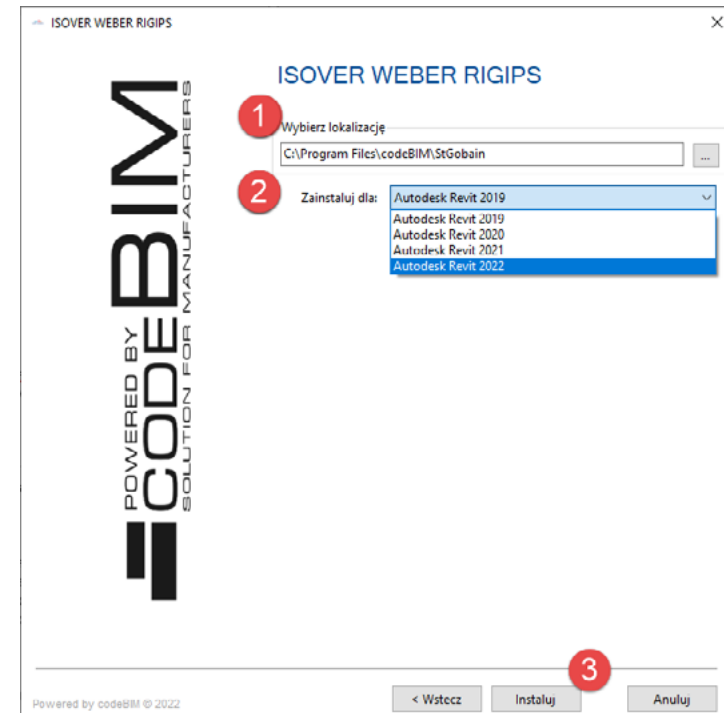 ISOVER WEBER RIGIPS
ISOVER WEBER RIGIPS
1
Wybierz lokalizację
C:\Program Files\codeBIM\StGobain
...
2
Zainstaluj dla:
Autodesk Revit 2019
Autodesk Revit 2019
Autodesk Revit 2020
Autodesk Revit 2021
Autodesk Revit 2022
POWERED BY
CODEBIM
SOLUTION FOR MANUFACTURERS
3
Powered by codeBIM © 2022
< Wstecz
Instaluj
Anuluj